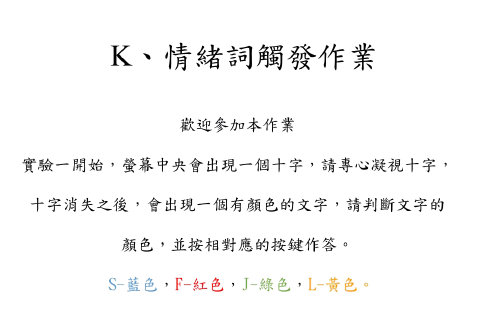 K、情緒詞觸發作業
歡迎參加本作業
實驗一開始，螢幕中央會出現一個十字，請專心凝視十字，
十字消失之後，會出現一個有顏色的文字，請判斷文字的
顏色，並按相對應的按鍵作答。
S-藍色，F-紅色，J-綠色，L-黃色。